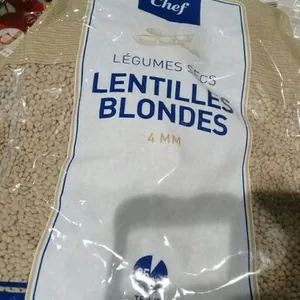 Chef
LÉGUMES SECS
LENTILLES
BLONDES
4 MM